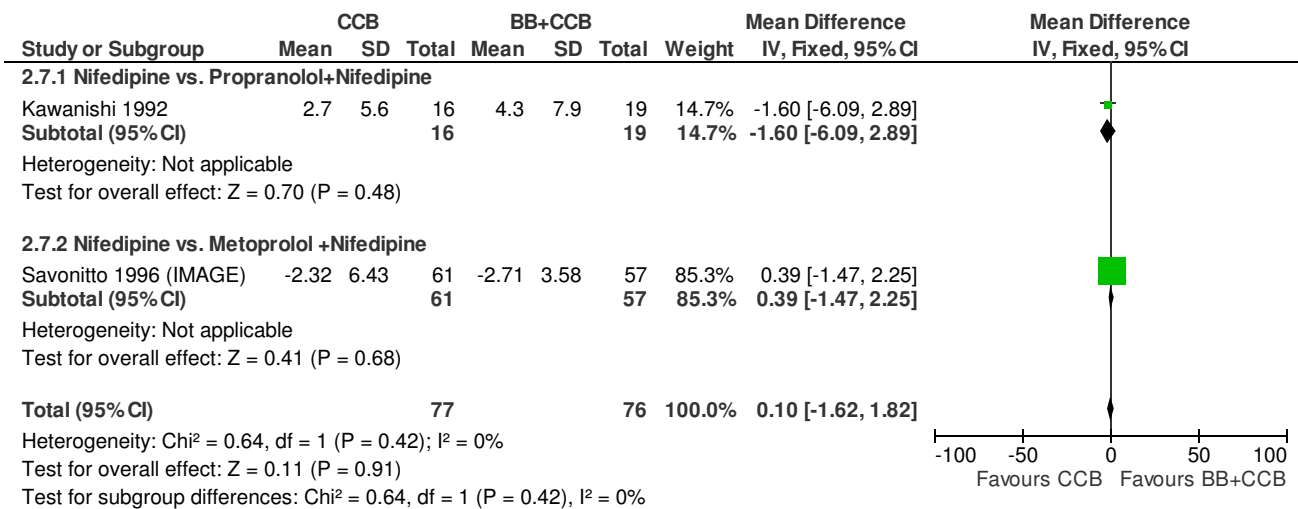 CCB BB+CCB Mean Difference Mean Difference
Study or Subgroup Mean SD Total Mean SD Total Weight IV, Fixed, 95% CI IV, Fixed, 95% CI
2.7.1 Nifedipine vs. Propranolol+Nifedipine
Kawanishi 1992 2.7 5.6 16 4.3 7.9 19 14.7% -1.60 [-6.09, 2.89]
Subtotal (95% CI) 16 19 14.7% -1.60 [-6.09, 2.89]
Heterogeneity: Not applicable
Test for overall effect: Z = 0.70 (P = 0.48)
2.7.2 Nifedipine vs. Metoprolol +Nifedipine
Savonitto 1996 (IMAGE) -2.32 6.43 61 -2.71 3.58 57 85.3% 0.39 [-1.47, 2.25]
Subtotal (95% CI) 61 57 85.3% 0.39 [-1.47, 2.25]
Heterogeneity: Not applicable
Test for overall effect: Z = 0.41 (P = 0.68)
Total (95% CI) 77 76 100.0% 0.10 [-1.62, 1.82]
Heterogeneity: Chi² = 0.64, df = 1 (P = 0.42); I² = 0%
Test for overall effect: Z = 0.11 (P = 0.91)
Test for subgroup differences: Chi² = 0.64, df = 1 (P = 0.42), I² = 0%
-100 -50 0 50 100
Favours CCB Favours BB+CCB